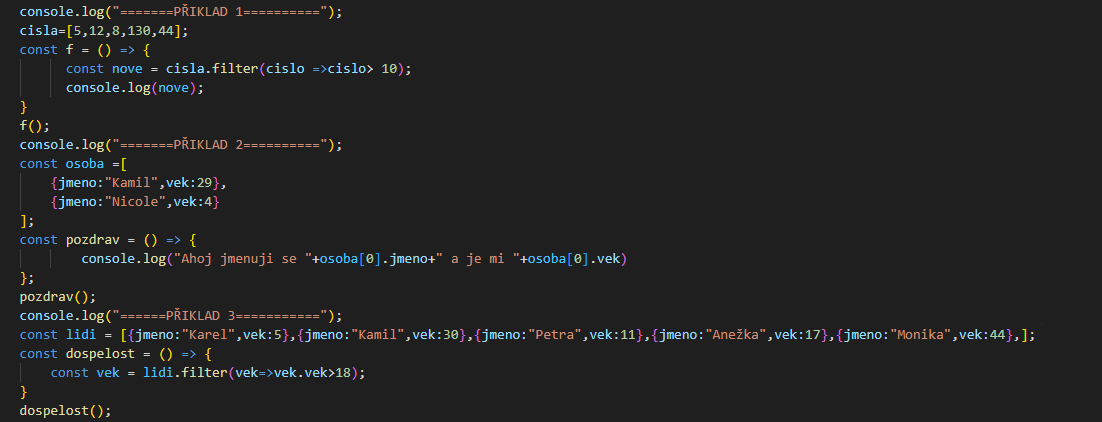 console.log("=======PŘIKLAD 1==========");
cisla=[5,12,8,130,44];
const f = () => {
const nove = cisla.filter(cislo =>cislo> 10);
console.log(nove);
}
f();
console.log("=======PŘIKLAD 2==========");
const osoba =[
{jmeno:"Kamil",vek:29},
{jmeno:"Nicole",vek:4}
];
const pozdrav = () => {
console.log("Ahoj jmenuji se "+osoba[0].jmeno+" a je mi "+osoba[0].vek)
};
pozdrav();
console.log("======PŘIKLAD 3===========");
const lidi = [{jmeno:"Karel",vek:5},{jmeno:"Kamil",vek:30},{jmeno:"Petra",vek:11},{jmeno:"Anežka",vek:17},{jmeno:"Monika",vek:44},];
const dospelost = () => {
const vek = lidi.filter(vek=>vek.vek>18);
}
dospelost();